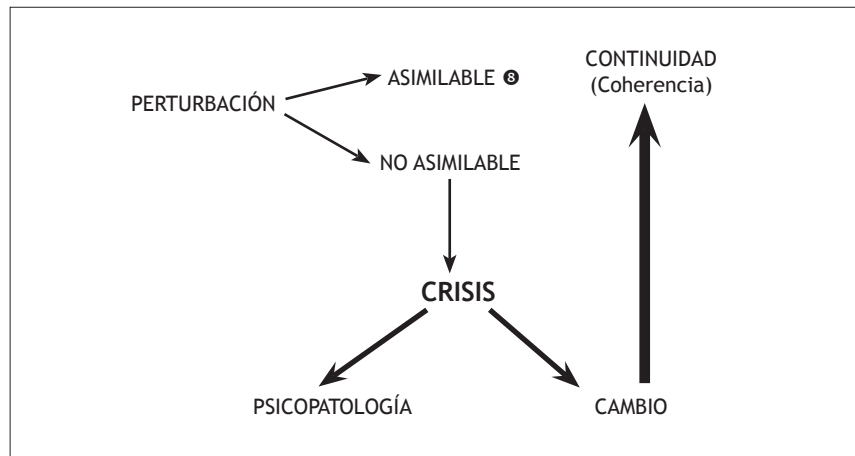 CONTINUIDAD
(Coherencia)
ASIMILABLE ❽
PERTURBACIÓN
NO ASIMILABLE
CRISIS
PSICOPATOLOGÍA
CAMBIO